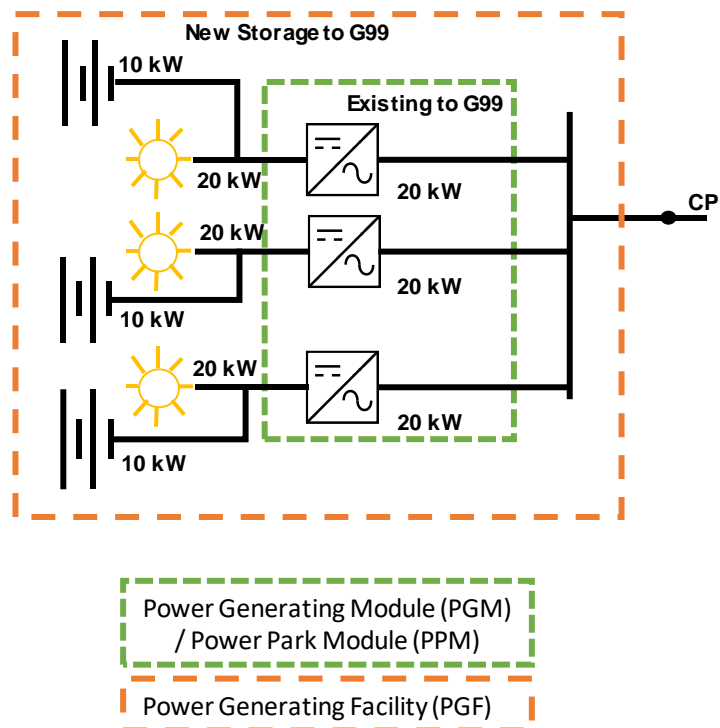 New Storage to G99
10 kW
Existing to G99
20 kW
20 kW
CP
20 kW
20 kW
10 kW
20 kW
20 kW
10 kW
Power Generating Module (PGM)
/ Power Park Module (PPM)
Power Generating Facility (PGF)